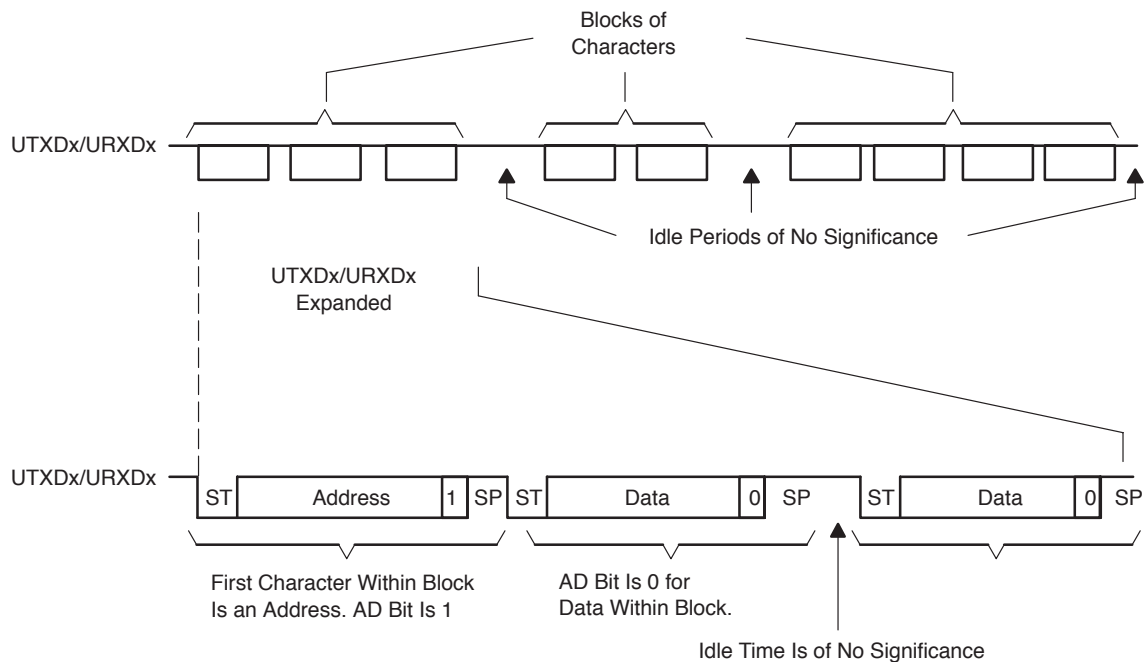 Blocks of
Characters
UTXDx/URXDx
Idle Periods of No Significance
UTXDx/URXDx
Expanded
UTXDx/URXDx
ST Address 1 SP ST Data 0 SP ST Data 0 SP
First Character Within Block
Is an Address. AD Bit Is 1
AD Bit Is 0 for
Data Within Block.
Idle Time Is of No Significance